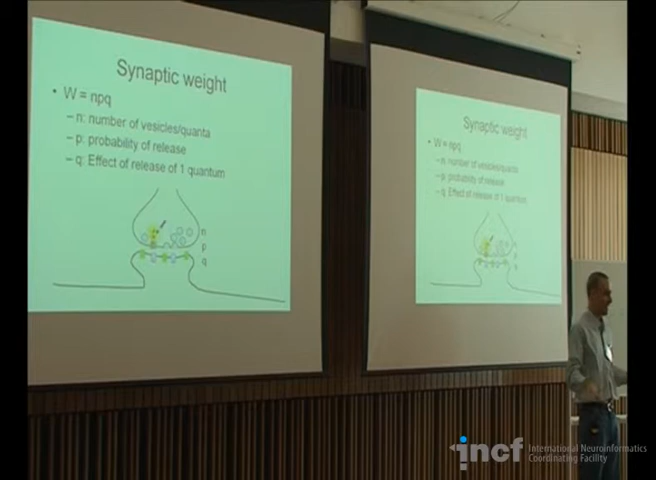 Synaptic weight
• W = npq
– n: number of vesicles/quanta
– p: probability of release
– q: Effect of release of 1 quantum
n
p
q
Synaptic weight
• W = npq
– n: number of vesicles/quanta
– p: probability of release
– q: Effect of release of 1 quantum
incf International Neuroinformatics
Coordinating Facility